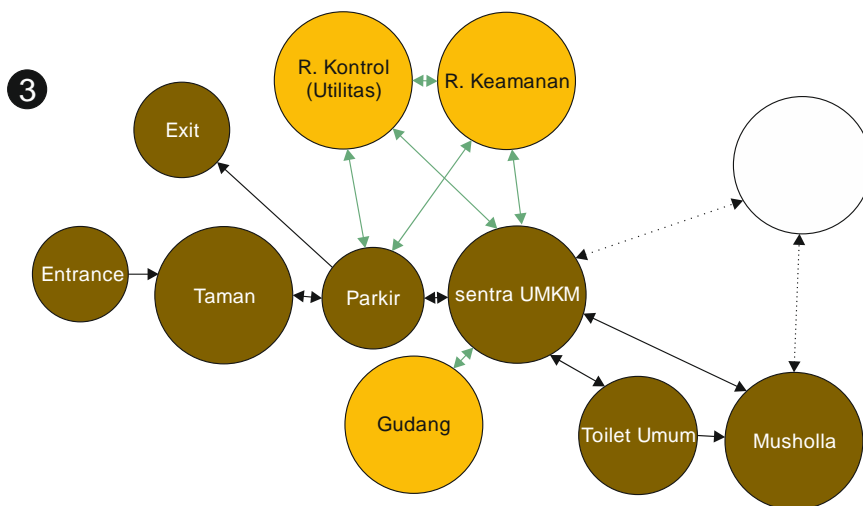 3
R. Kontrol
(Utilitas)
R. Keamanan
Exit
Entrance
Taman
Parkir
sentra UMKM
Gudang
Toilet Umum
Musholla